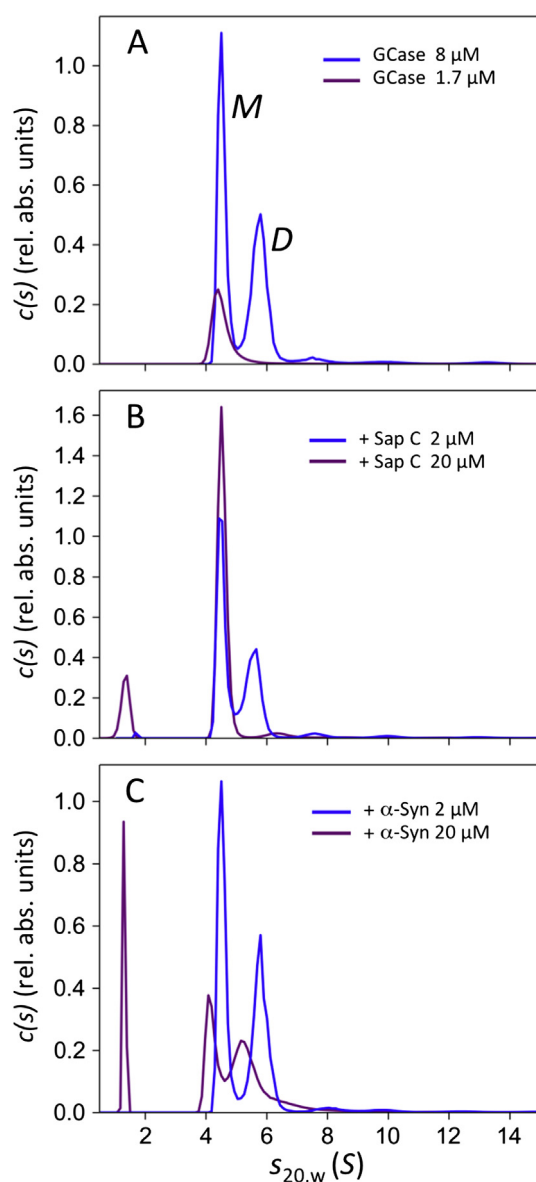 A
GCase 8 μM
GCase 1.7 μM
M
D
c(s) (rel. abs. units)
1.0
0.8
0.6
0.4
0.2
0.0
B
+ Sap C 2 μM
+ Sap C 20 μM
c(s) (rel. abs. units)
1.6
1.4
1.2
1.0
0.8
0.6
0.4
0.2
0.0
C
+ α-Syn 2 μM
+ α-Syn 20 μM
c(s) (rel. abs. units)
1.0
0.8
0.6
0.4
0.2
0.0
2 4 6 8 10 12 14
s20,w (S)